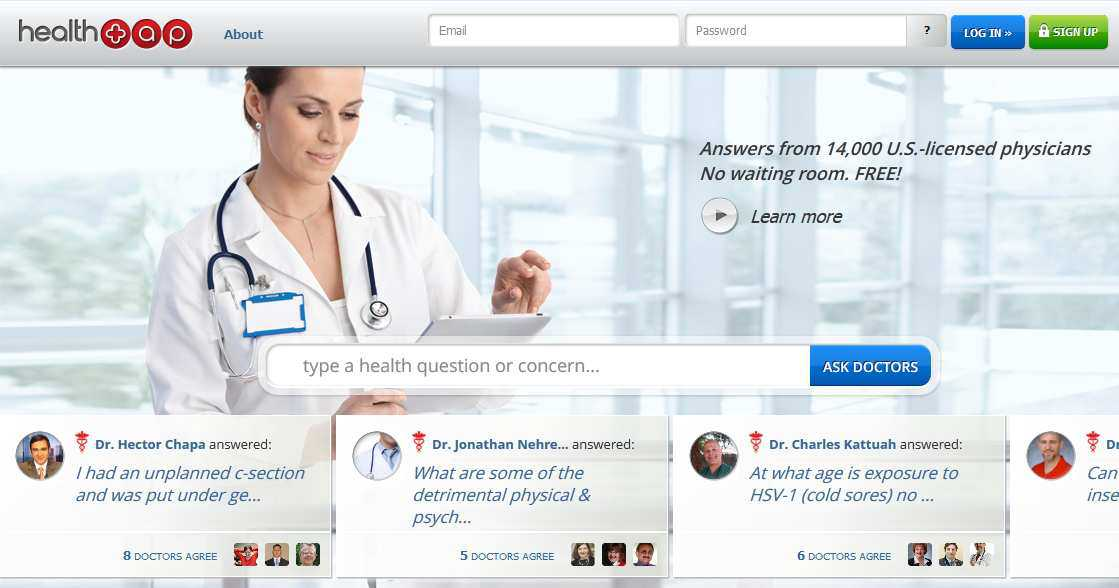 health tap
About
Email
Password
?
LOG IN »
SIGN UP
Answers from 14,000 U.S.-licensed physicians
No waiting room. FREE!
Learn more
type a health question or concern...
ASK DOCTORS
Dr. Hector Chapa answered:
I had an unplanned c-section
and was put under ge...
8 DOCTORS AGREE
Dr. Jonathan Nehre... answered:
What are some of the
detrimental physical &
psych...
5 DOCTORS AGREE
Dr. Charles Kattuah answered:
At what age is exposure to
HSV-1 (cold sores) no ...
6 DOCTORS AGREE
D
Can
inse